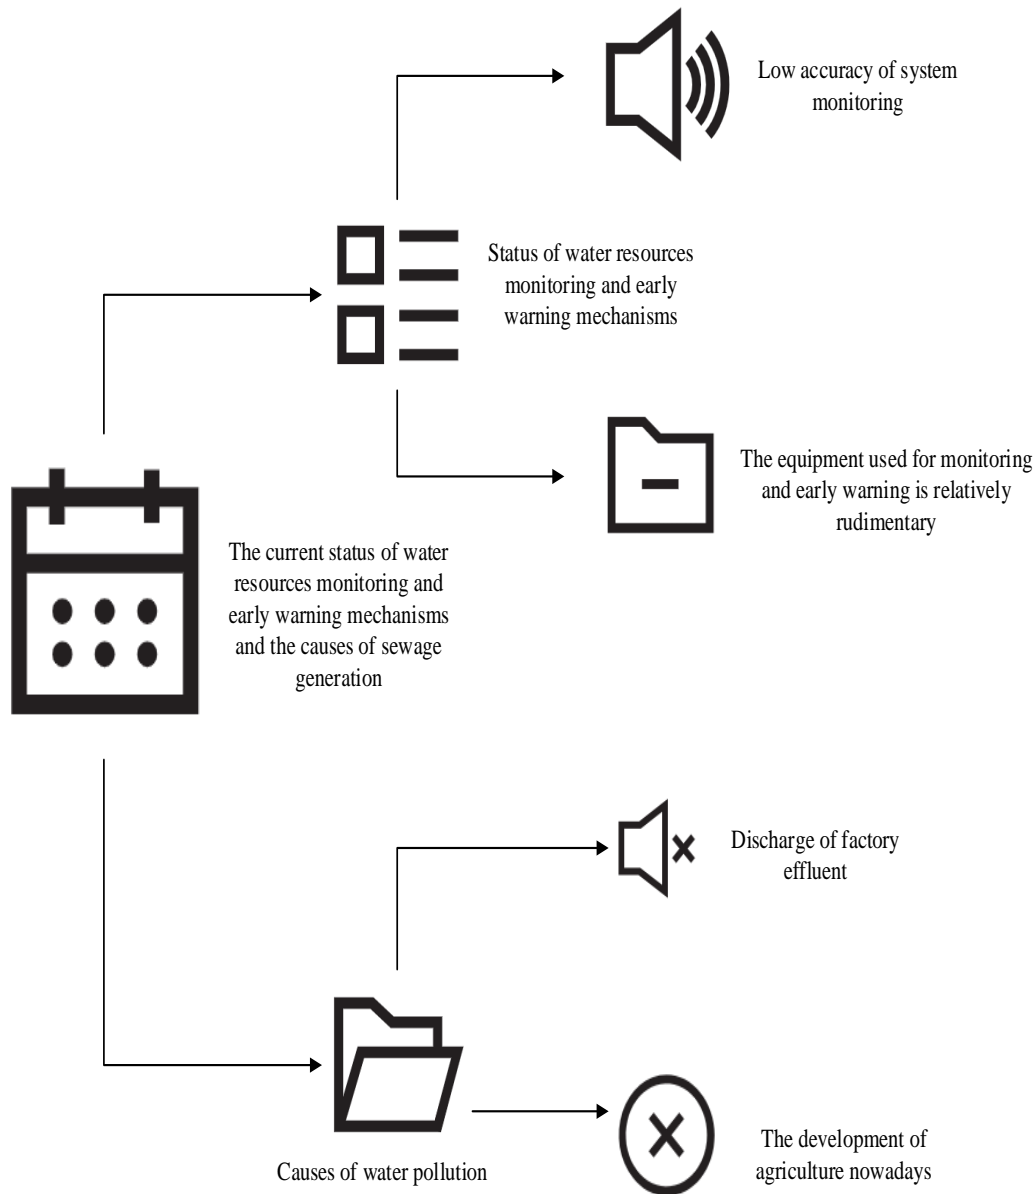 Low accuracy of system
monitoring
Status of water resources
monitoring and early
warning mechanisms
The equipment used for monitoring
and early warning is relatively
rudimentary
The current status of water
resources monitoring and
early warning mechanisms
and the causes of sewage
generation
Discharge of factory
effluent
Causes of water pollution
The development of
agriculture nowadays